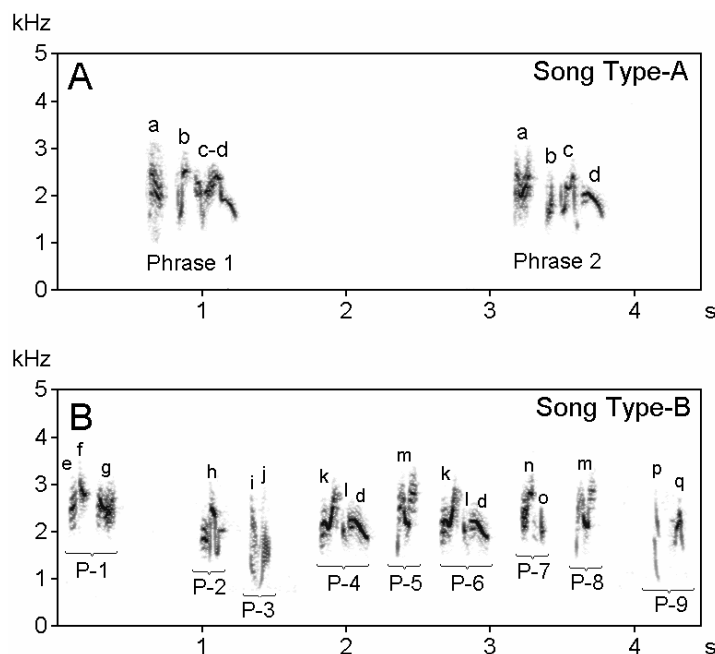 kHz
5
A
Song Type-A
4
a
b
c-d
3
a
b
c
d
2
1
Phrase 1
Phrase 2
0
1
2
3
4
s
kHz
5
B
Song Type-B
4
e
f
g
h
i
j
k
l
d
m
k
l
d
n
o
m
p
q
3
2
1
P-1
P-2
P-3
P-4
P-5
P-6
P-7
P-8
P-9
0
1
2
3
4
s